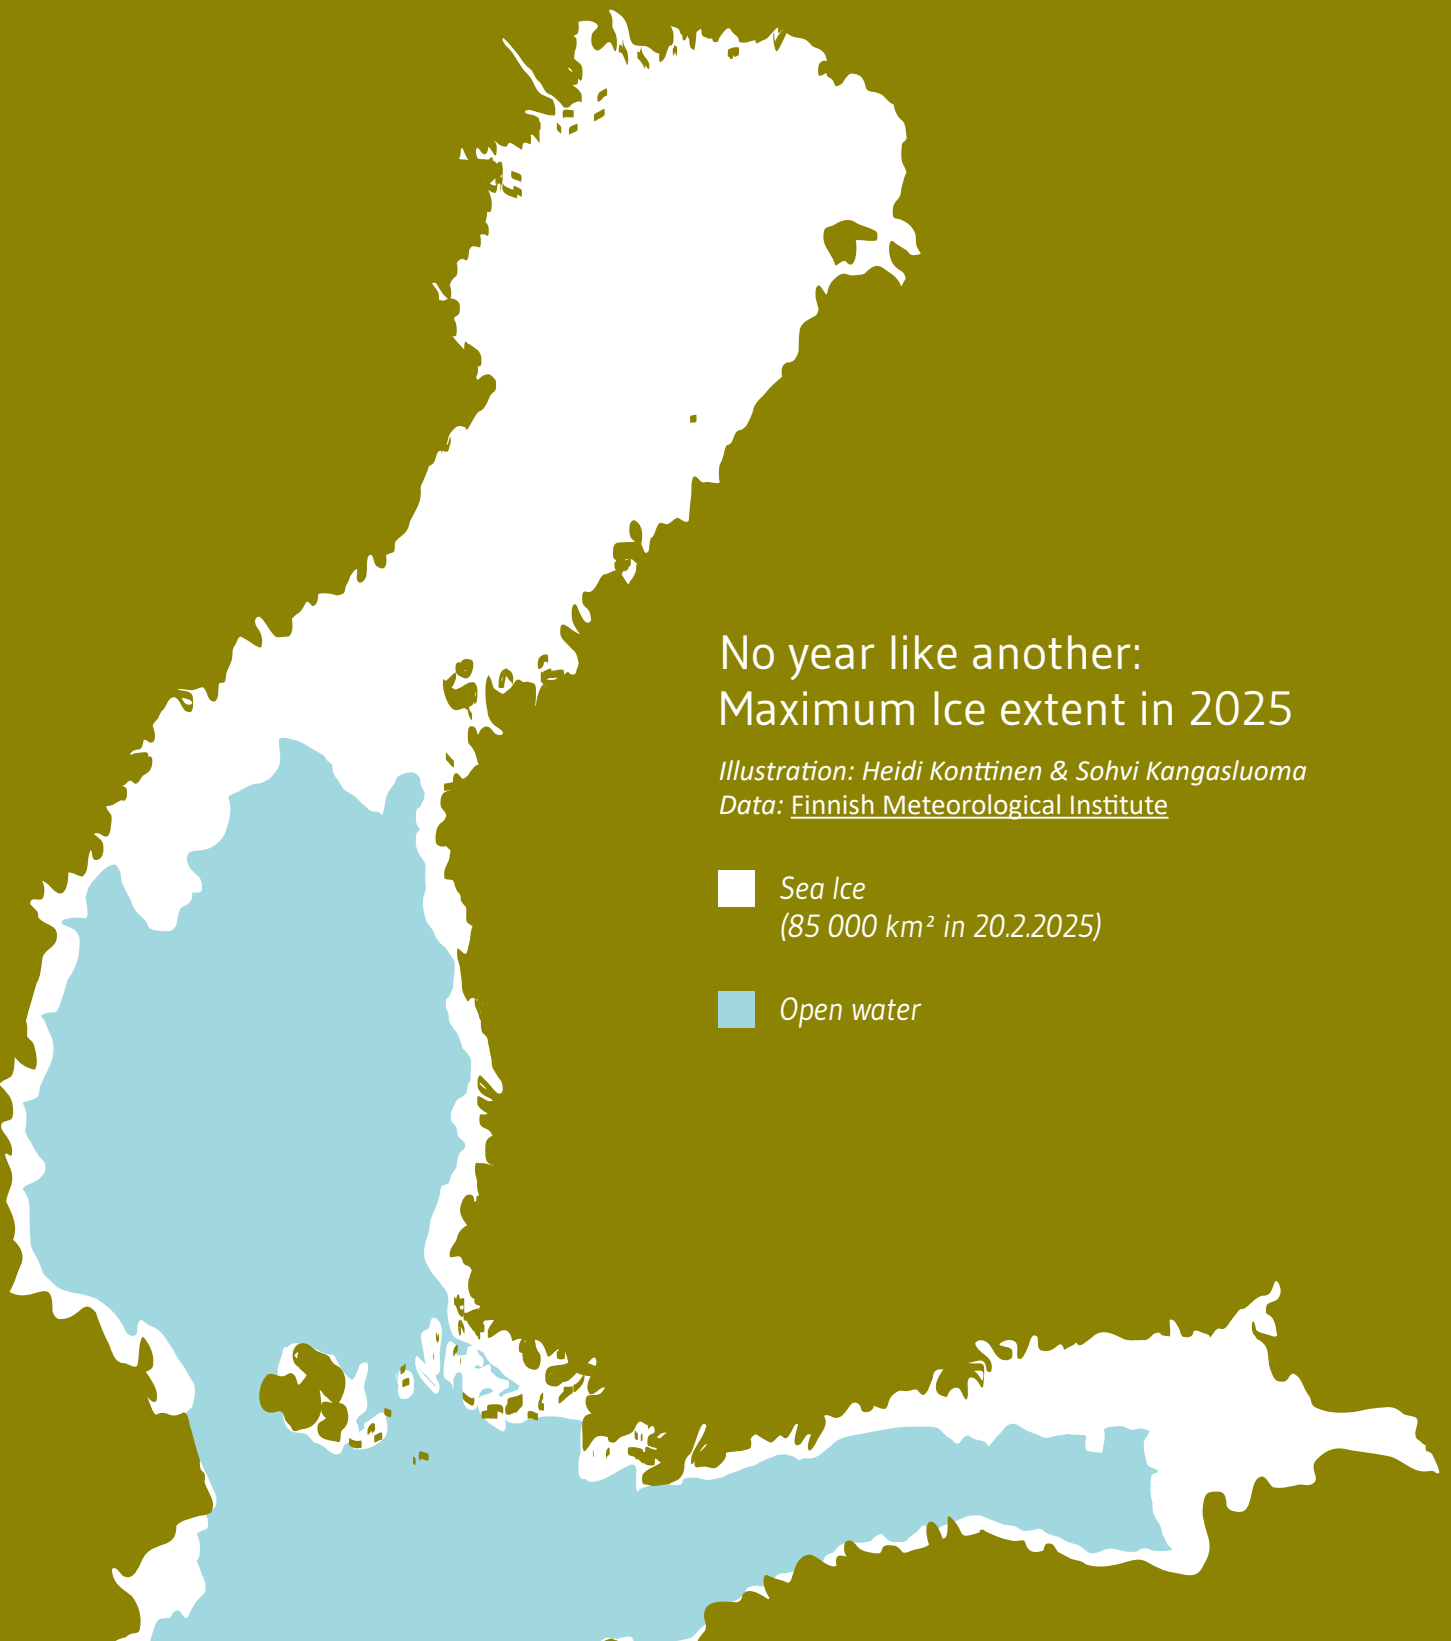 No year like another:
Maximum Ice extent in 2025
Illustration: Heidi Konttinen & Sohvi Kangasluoma
Data: Finnish Meteorological Institute
Sea Ice
(85 000 km² in 20.2.2025)
Open water